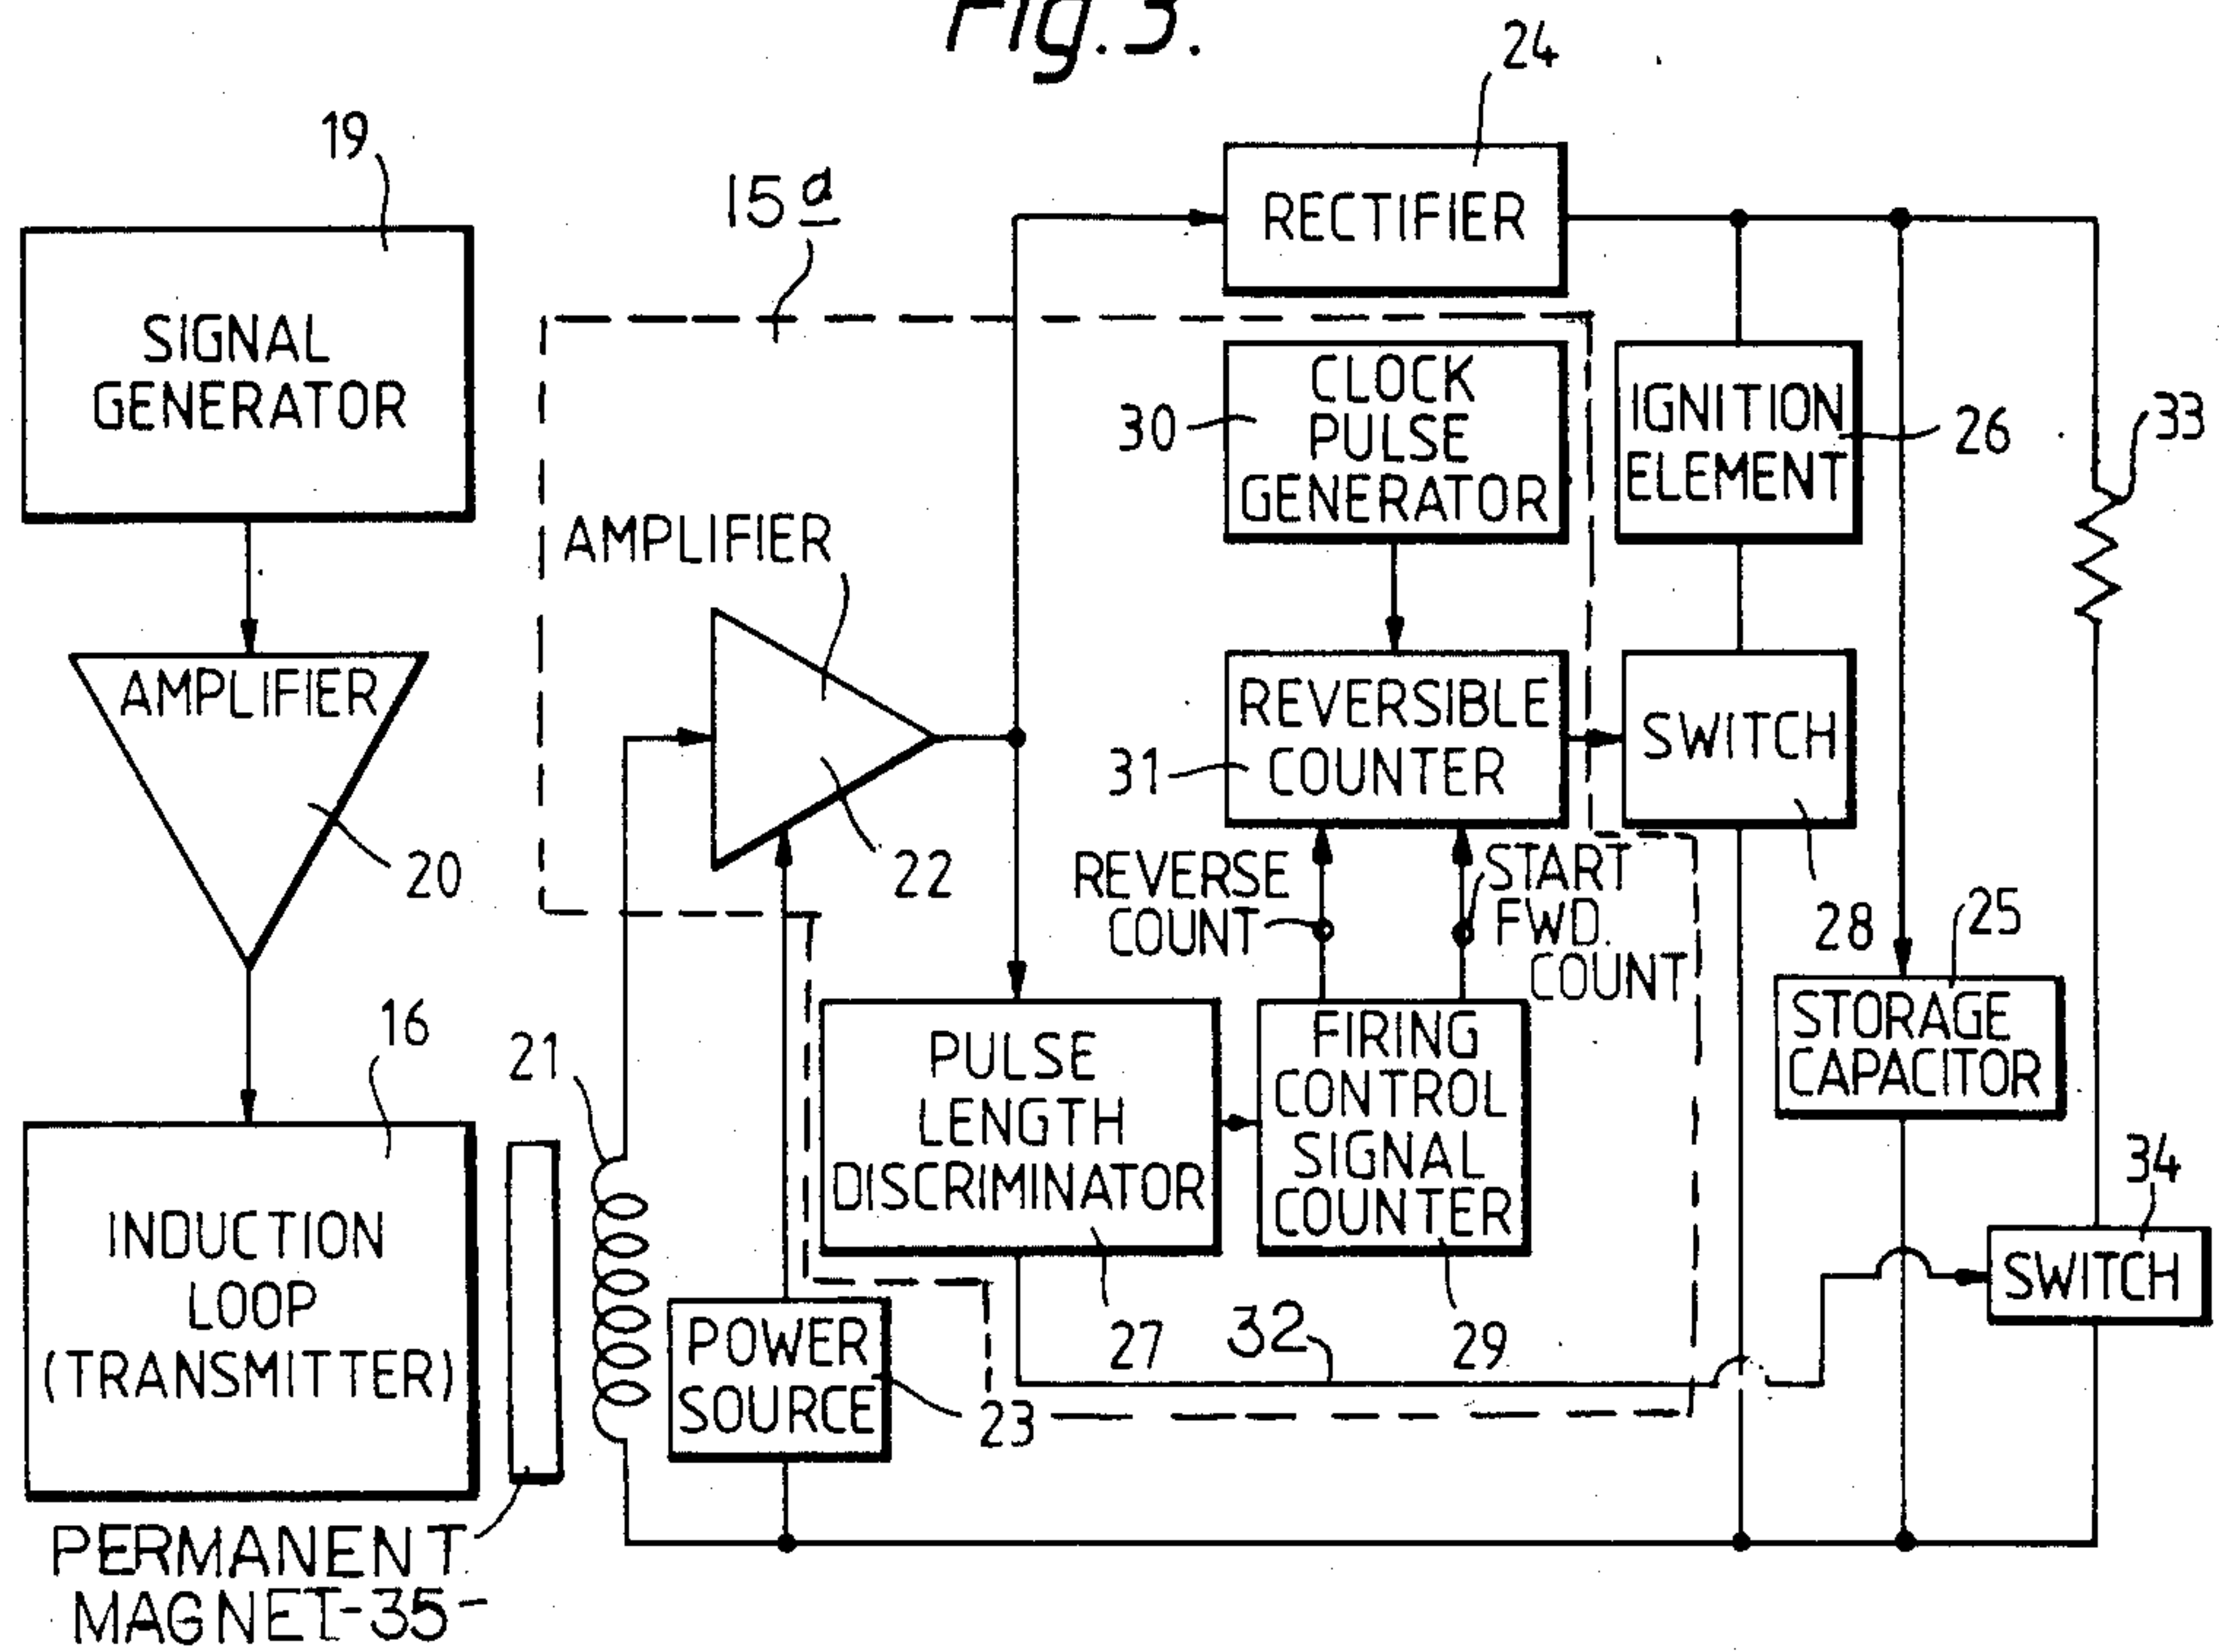 Fig. 3.
24
19
15a
RECTIFIER
SIGNAL
GENERATOR
CLOCK
PULSE
GENERATOR
30
IGNITION
ELEMENT
26
33
AMPLIFIER
AMPLIFIER
20
22
REVERSIBLE
COUNTER
31
SWITCH
28
REVERSE
COUNT
START
FWD.
COUNT
25
STORAGE
CAPACITOR
16
21
PULSE
LENGTH
DISCRIMINATOR
27
FIRING
CONTROL
SIGNAL
COUNTER
29
34
SWITCH
INDUCTION
LOOP
(TRANSMITTER)
POWER
SOURCE
23
32
PERMANENT
MAGNET-35-